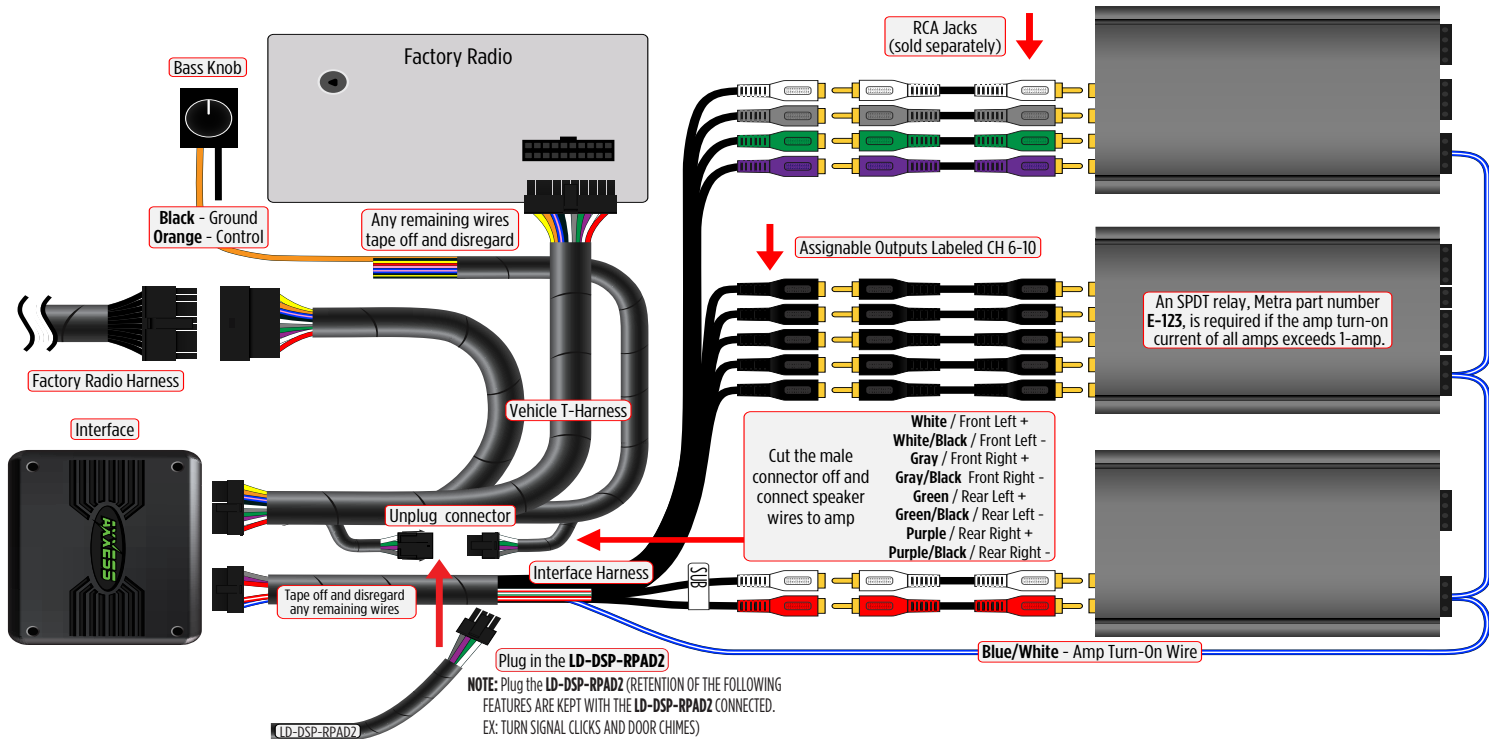 Factory Radio
Bass Knob
RCA Jacks
(sold separately)
Black - Ground
Orange - Control
Any remaining wires
tape off and disregard
Assignable Outputs Labeled CH 6-10
An SPDT relay, Metra part number
E-123, is required if the amp turn-on
current of all amps exceeds 1-amp.
Factory Radio Harness
Vehicle T-Harness
Interface
AXXESS
Cut the male
connector off and
connect speaker
wires to amp
White / Front Left +
White/Black / Front Left -
Gray / Front Right +
Gray/Black Front Right -
Green / Rear Left +
Green/Black / Rear Left -
Purple / Rear Right +
Purple/Black / Rear Right -
Unplug connector
Interface Harness
SUB
Tape off and disregard
any remaining wires
Blue/White - Amp Turn-On Wire
Plug in the LD-DSP-RPAD2
NOTE: Plug the LD-DSP-RPAD2 (RETENTION OF THE FOLLOWING
FEATURES ARE KEPT WITH THE LD-DSP-RPAD2 CONNECTED.
EX: TURN SIGNAL CLICKS AND DOOR CHIMES)
LD-DSP-RPAD2